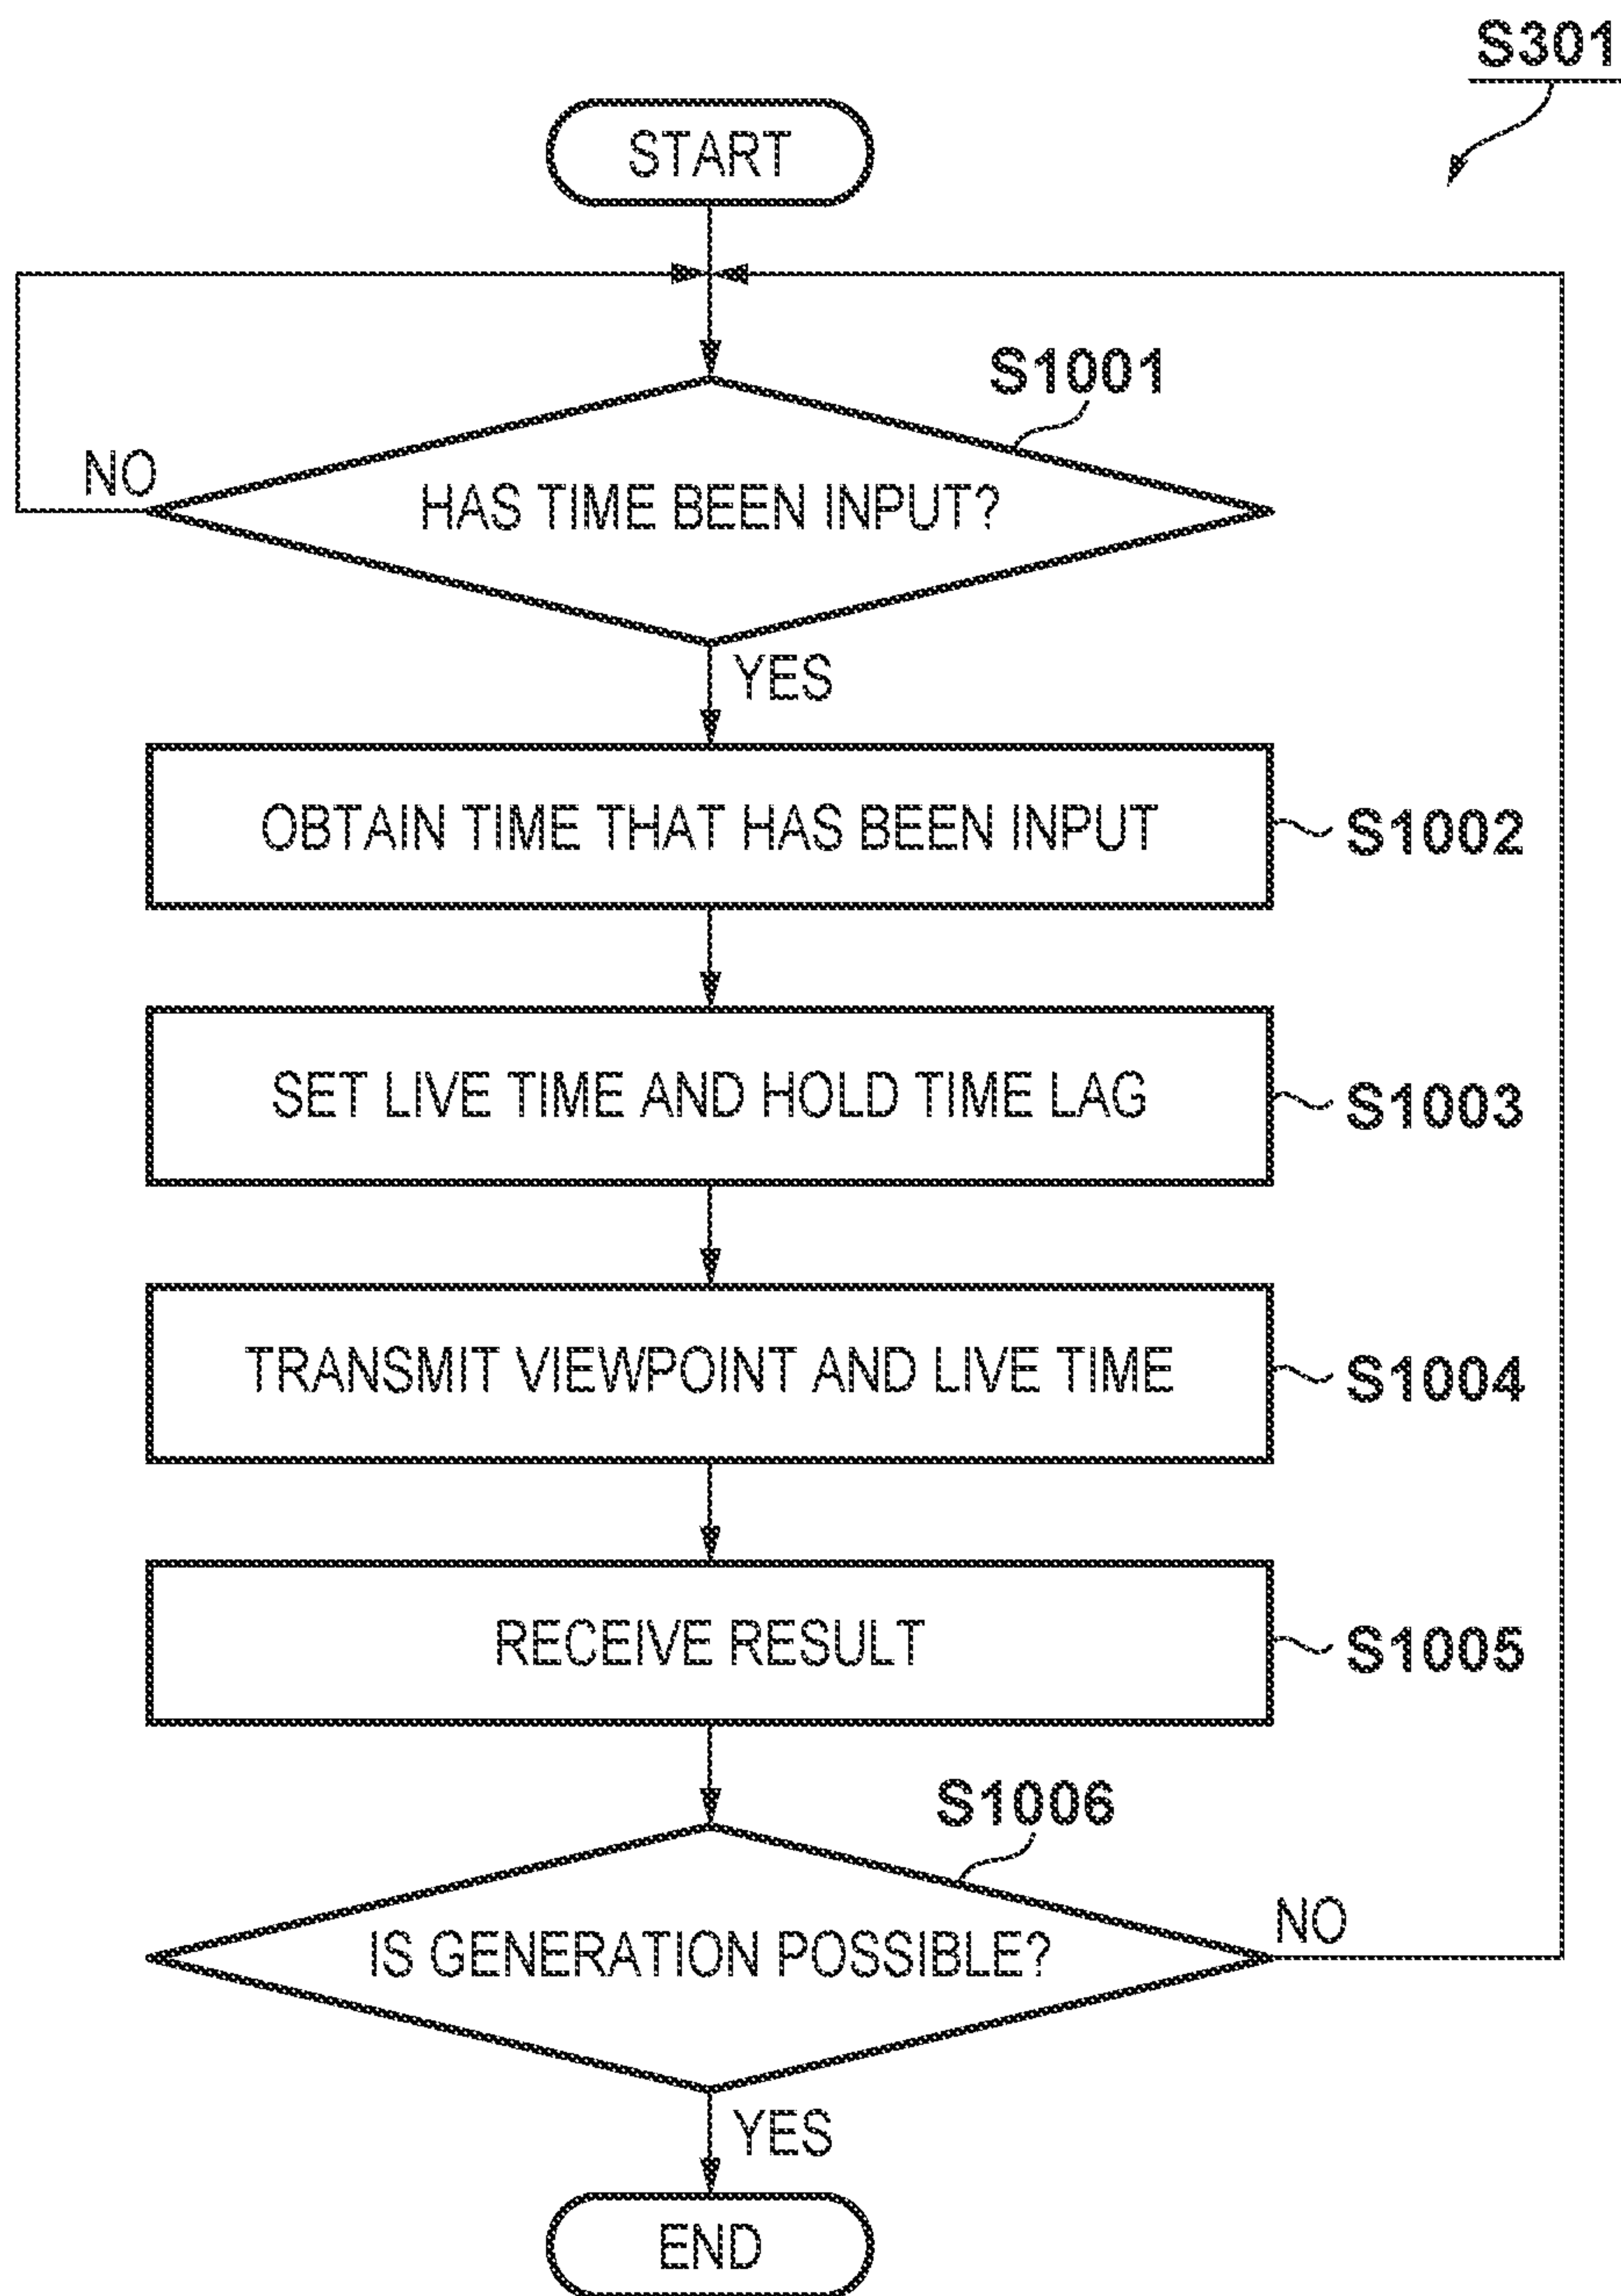 S301
START
S1001
NO
HAS TIME BEEN INPUT?
YES
OBTAIN TIME THAT HAS BEEN INPUT
S1002
SET LIVE TIME AND HOLD TIME LAG
S1003
TRANSMIT VIEWPOINT AND LIVE TIME
S1004
RECEIVE RESULT
S1005
S1006
NO
IS GENERATION POSSIBLE?
YES
END